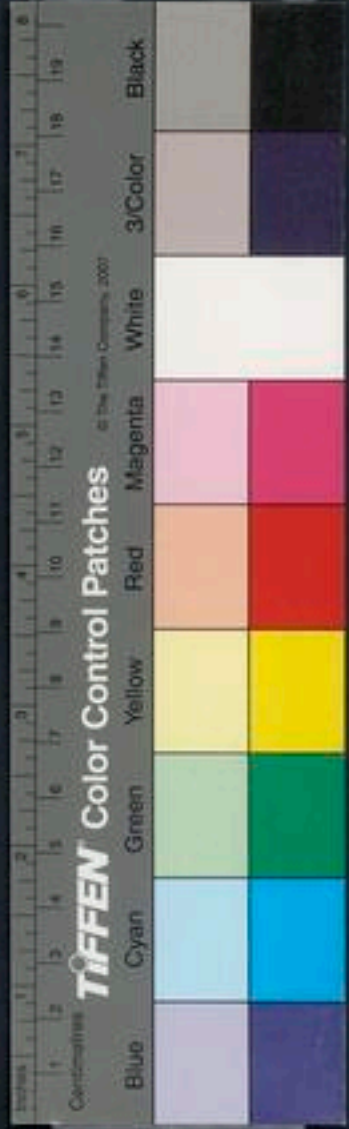 Inches 1 2 3 4 5 6 7 8
Centimetres 1 2 3 4 5 6 7 8 9 10 11 12 13 14 15 16 17 18 19
TIFFEN Color Control Patches © The Tiffen Company, 2007
Blue Cyan Green Yellow Red Magenta White 3/Color Black